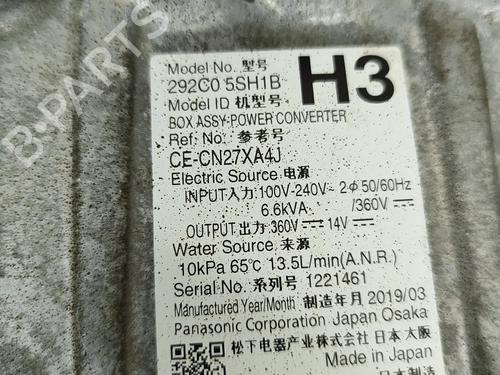 B-PARTS
Model No. 型号
292C0 5SH1B
H3
Model ID 机型号
BOX ASSY-POWER CONVERTER
Ref. No. 参考号
CE-CN27XA4J
Electric Source 电源
INPUT入力 100V-240V~ 2Φ 50/60Hz
6.6kVA /360V⎓
OUTPUT 出力 360V⎓ 14V⎓
Water Source 来源
10kPa 65℃ 13.5L/min(A.N.R.)
Serial No. 系列号 1221461
Manufactured Year/Month 制造年月 2019/03
Panasonic Corporation Japan Osaka
松下电器产业株式会社 日本 大阪
Made in Japan
日本制造